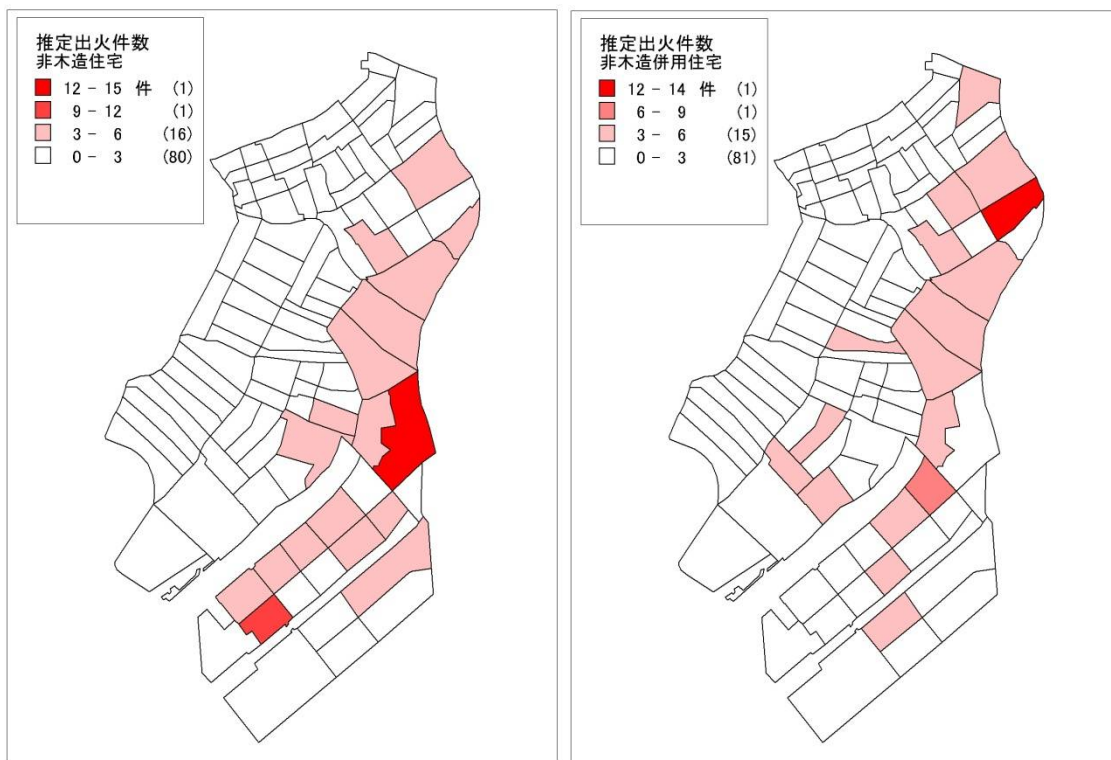 推定出火件数
非木造住宅
12 - 15 件 (1)
9 - 12 (1)
3 - 6 (16)
0 - 3 (80)
推定出火件数
非木造併用住宅
12 - 14 件 (1)
6 - 9 (1)
3 - 6 (15)
0 - 3 (81)